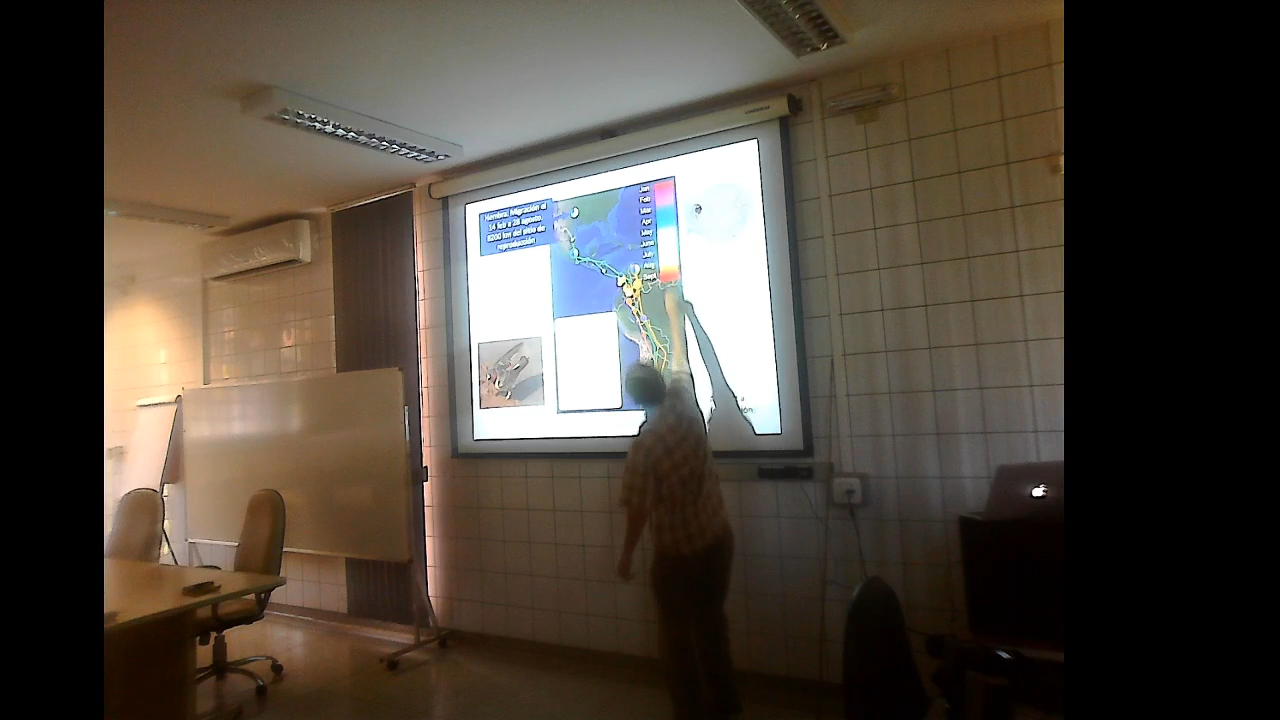 Hembra: Migración el
14 feb a 28 agosto.
8200 km del sitio de
reproducción
Jan
Feb
Mar
Apr
May
June
July
Aug
Sept